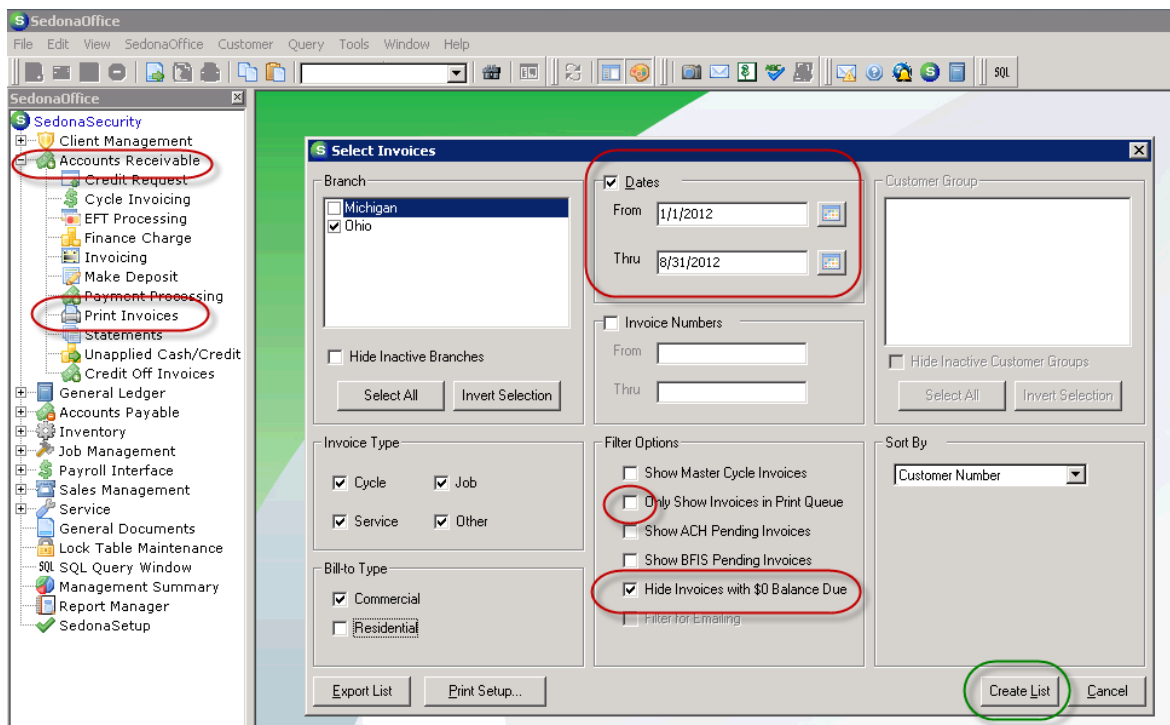 SedonaOffice
File Edit View SedonaOffice Customer Query Tools Window Help
SQL
SedonaOffice
SedonaSecurity
Client Management
Accounts Receivable
Credit Request
Cycle Invoicing
EFT Processing
Finance Charge
Invoicing
Make Deposit
Payment Processing
Print Invoices
Statements
Unapplied Cash/Credit
Credit Off Invoices
General Ledger
Accounts Payable
Inventory
Job Management
Payroll Interface
Sales Management
Service
General Documents
Lock Table Maintenance
SQL SQL Query Window
Management Summary
Report Manager
SedonaSetup
Select Invoices
Branch
Michigan
Ohio
Hide Inactive Branches
Select All Invert Selection
Dates
From 1/1/2012
Thru 8/31/2012
Invoice Numbers
From
Thru
Customer Group
Hide Inactive Customer Groups
Select All Invert Selection
Invoice Type
Cycle Job
Service Other
Bill-to Type
Commercial
Residential
Filter Options
Show Master Cycle Invoices
Only Show Invoices in Print Queue
Show ACH Pending Invoices
Show BFIS Pending Invoices
Hide Invoices with $0 Balance Due
Filter for Emailing
Sort By
Customer Number
Export List Print Setup... Create List Cancel